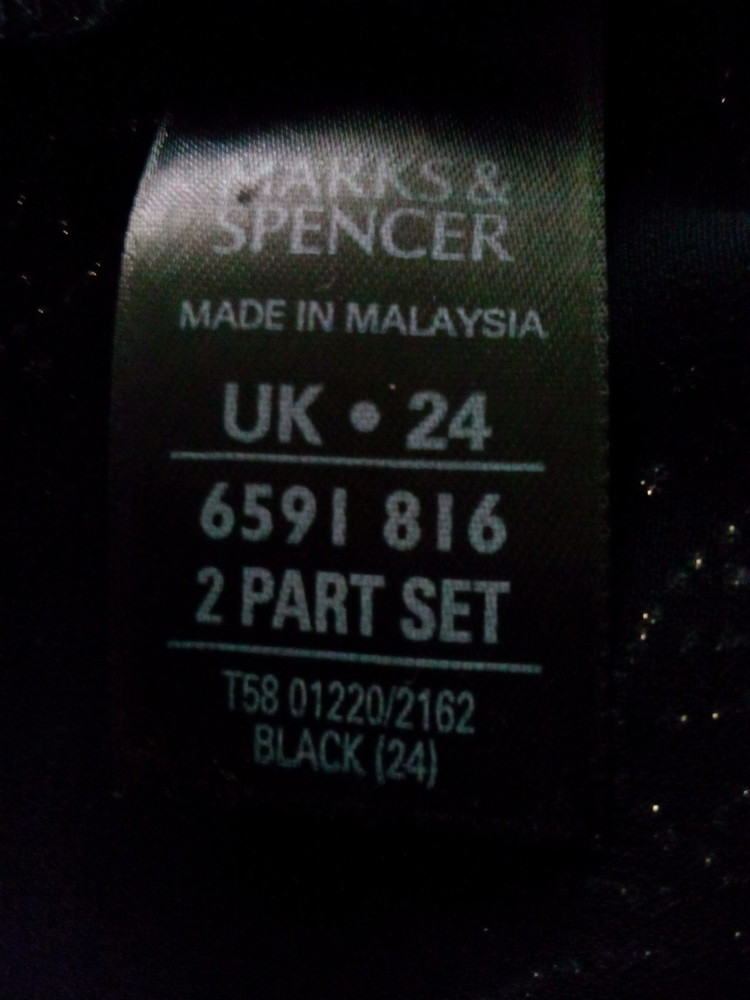 MARKS &
SPENCER
MADE IN MALAYSIA
UK • 24
6591 816
2 PART SET
T58 01220/2162
BLACK (24)